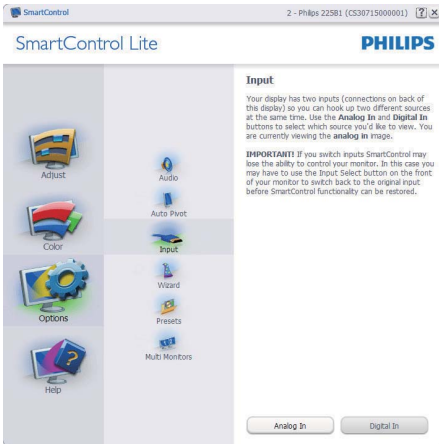 SmartControl
2 - Philips 225B1 (CS30715000001)
? X
SmartControl Lite
PHILIPS
Adjust
Color
Options
Help
Audio
Auto Pivot
Input
Wizard
Presets
Multi Monitors
Input
Your display has two inputs (connections on back of
this display) so you can hook up two different sources
at the same time. Use the Analog In and Digital In
buttons to select which source you'd like to view. You
are currently viewing the analog in image.
IMPORTANT! If you switch inputs SmartControl may
lose the ability to control your monitor. In this case you
may have to use the Input Select button on the front
of your monitor to switch back to the original input
before SmartControl functionality can be restored.
Analog In
Digital In